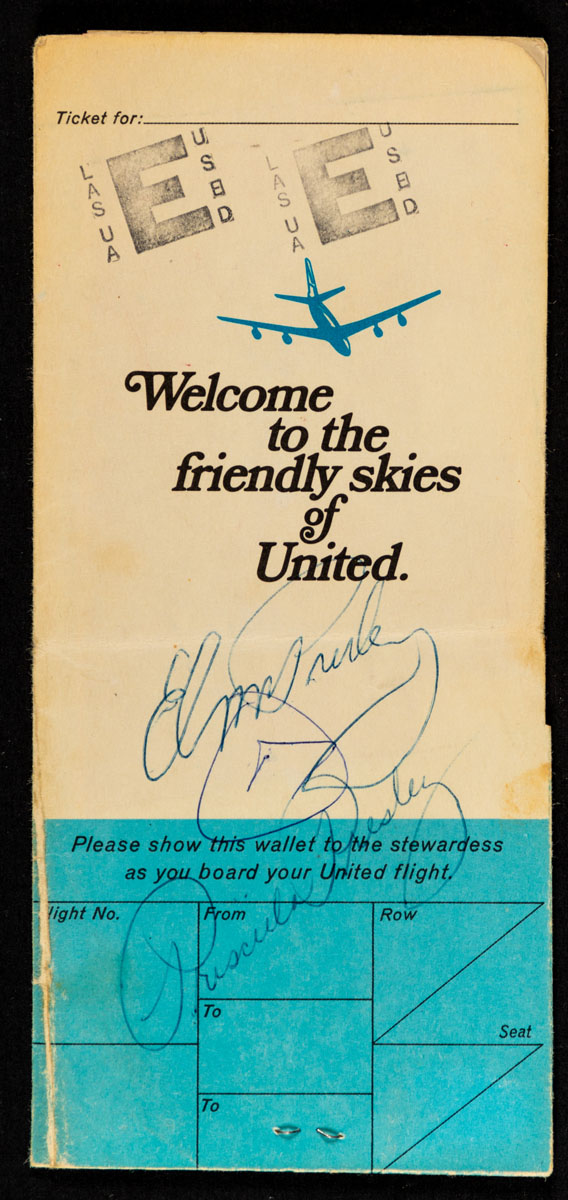 Ticket for:
LAS UA E USED
LAS UA E USED
Welcome
to the
friendly skies
of
United.
Elvis Presley
Priscilla Presley
Please show this wallet to the stewardess
as you board your United flight.
light No.
From
Row
To
Seat
To